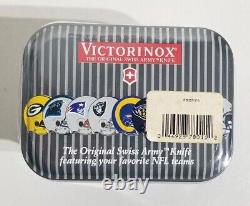 VICTORINOX
THE ORIGINAL SWISS ARMY KNIFE
The Original Swiss Army Knife
featuring your favorite NFL teams